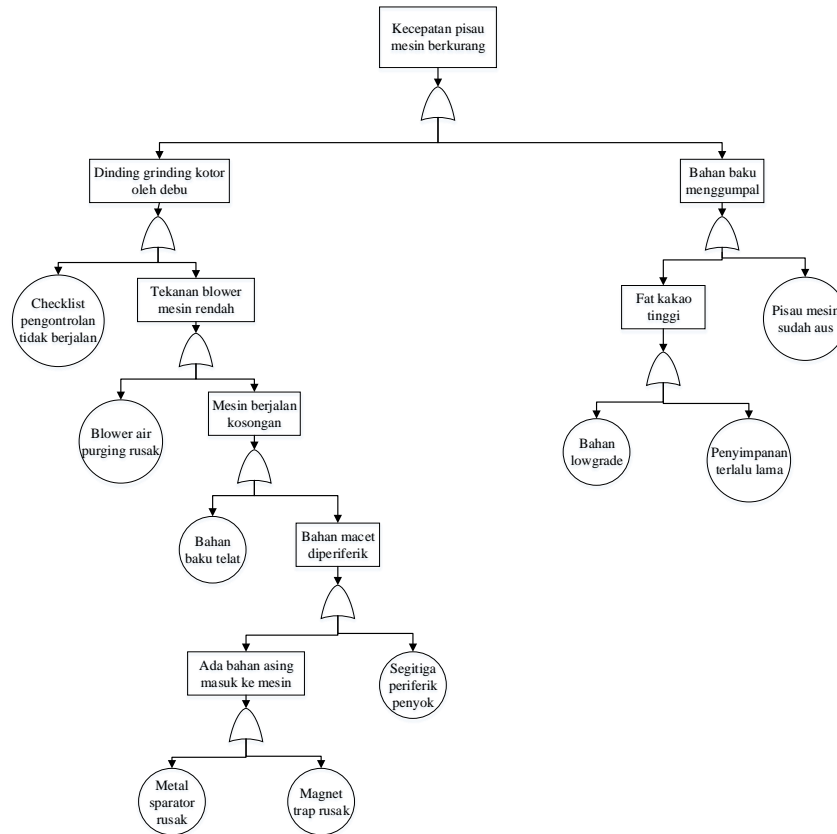 Kecepatan pisau
mesin berkurang
Dinding grinding kotor
oleh debu
Bahan baku
menggumpal
Checklist
pengontrolan
tidak berjalan
Tekanan blower
mesin rendah
Fat kakao
tinggi
Pisau mesin
sudah aus
Blower air
purging rusak
Mesin berjalan
kosongan
Bahan
lowgrade
Penyimpanan
terlalu lama
Bahan
baku telat
Bahan macet
diperiferik
Ada bahan asing
masuk ke mesin
Segitiga
periferik
penyok
Metal
sparator
rusak
Magnet
trap rusak